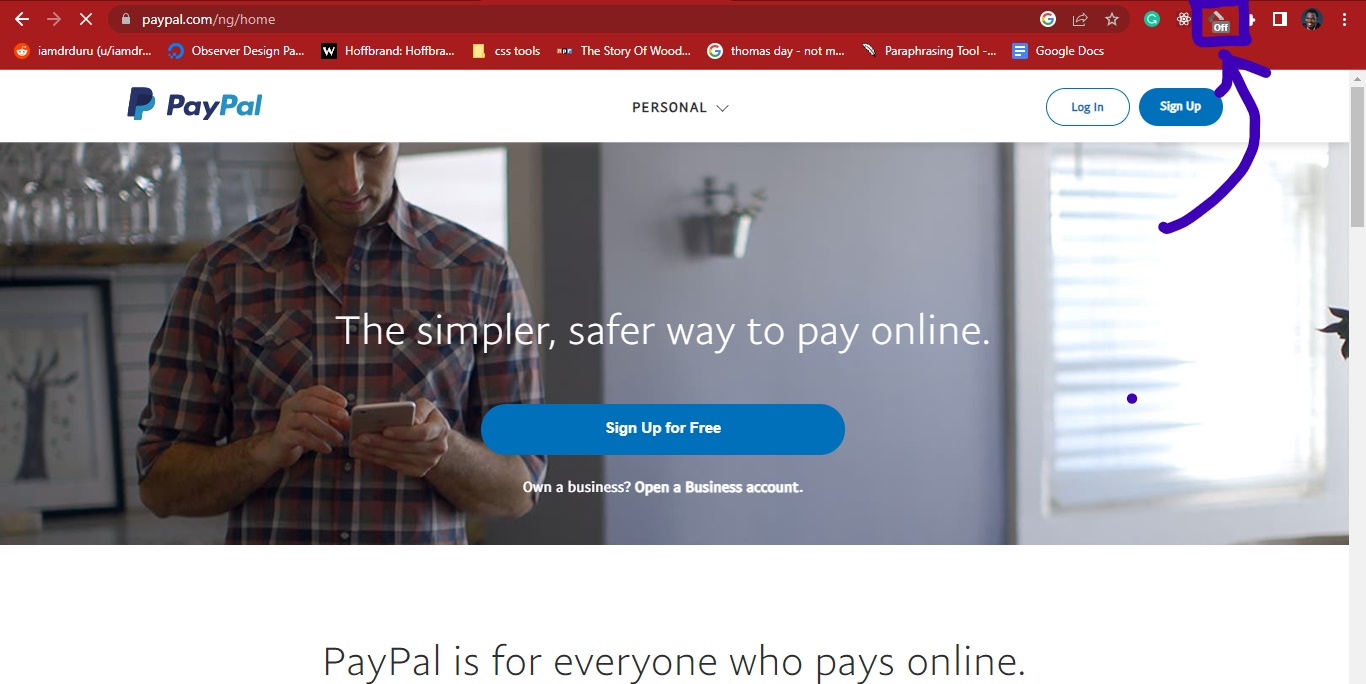 paypal.com/ng/home
Off
iamdrduru (u/iamdr... Observer Design Pa... W Hoffbrand: Hoffbra... css tools The Story Of Wood... G thomas day - not m... Paraphrasing Tool -... Google Docs
PayPal PERSONAL Log In Sign Up
The simpler, safer way to pay online.
Sign Up for Free
Own a business? Open a Business account.
PayPal is for everyone who pays online.